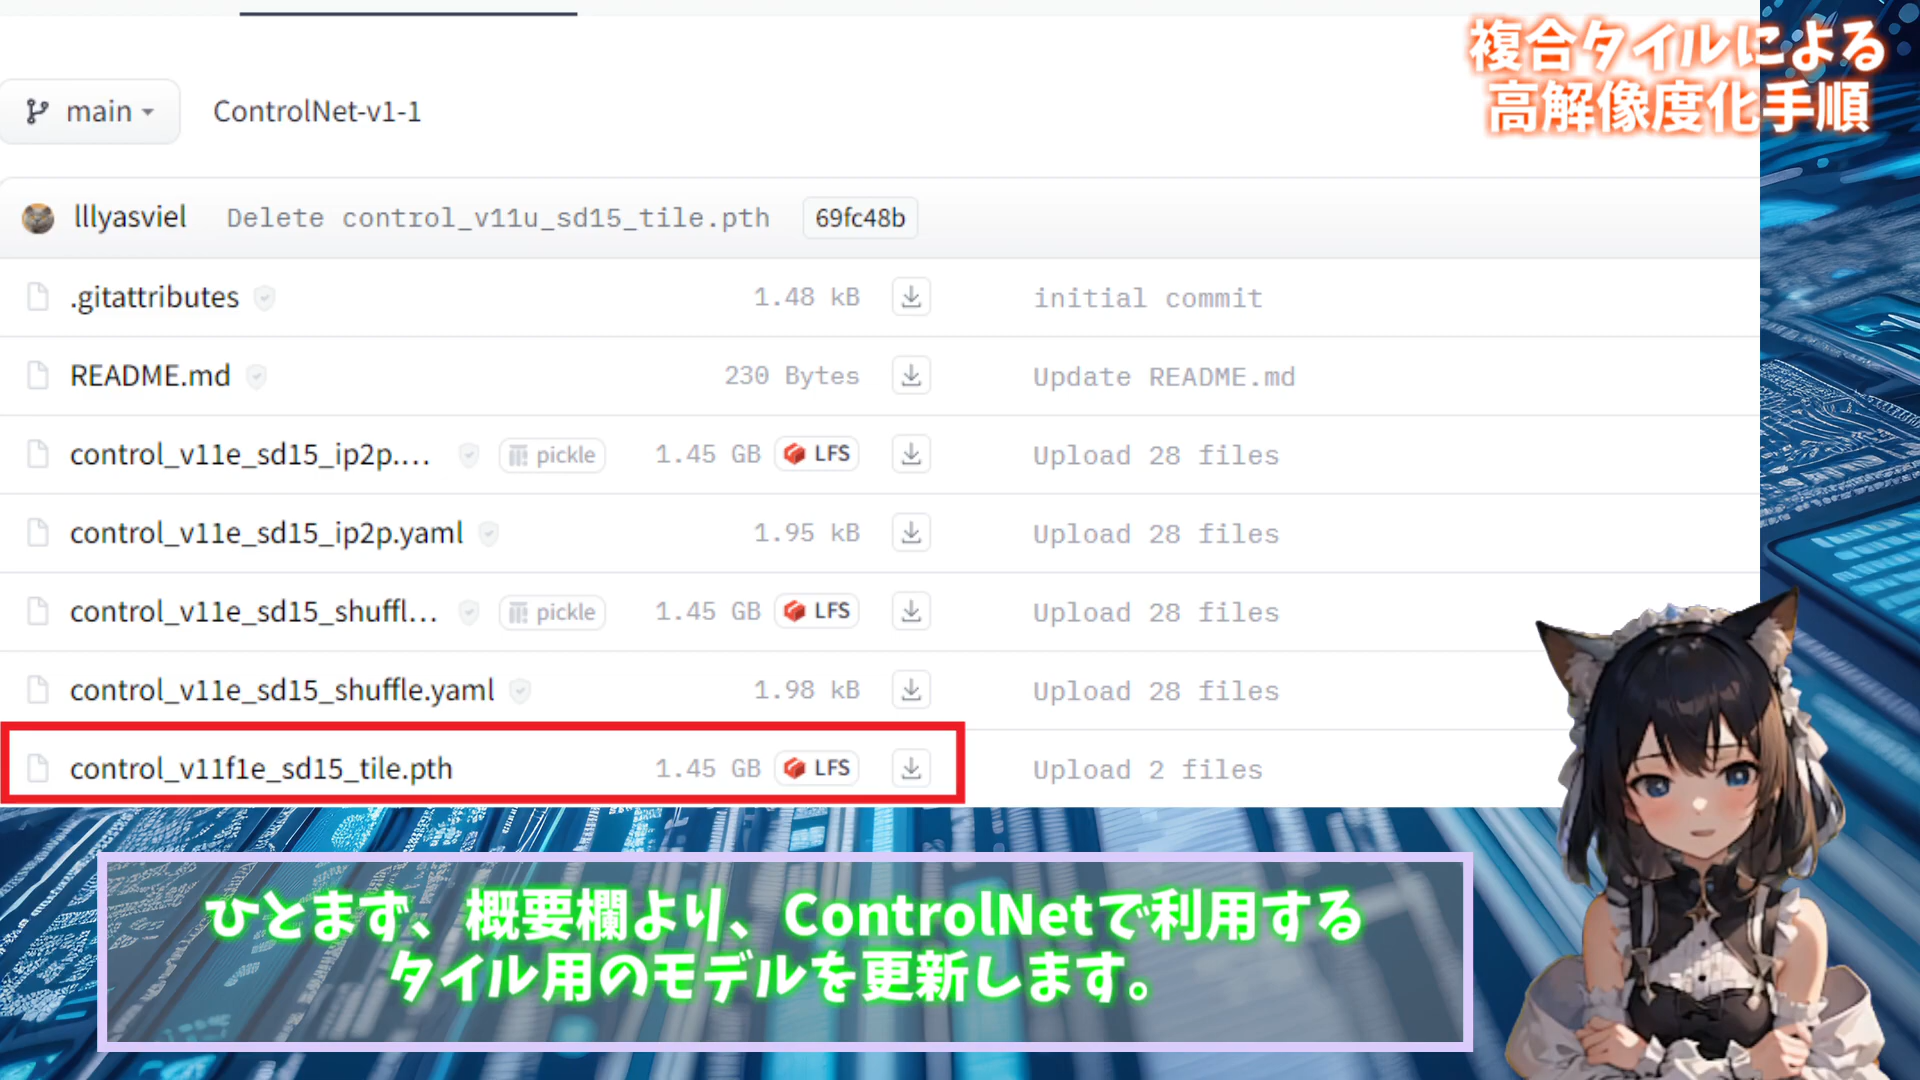 複合タイルによる
高解像度化手順
main ControlNet-v1-1
lllyasviel Delete control_v11u_sd15_tile.pth 69fc48b
.gitattributes 1.48 kB initial commit
README.md 230 Bytes Update README.md
control_v11e_sd15_ip2p.... pickle 1.45 GB LFS Upload 28 files
control_v11e_sd15_ip2p.yaml 1.95 kB Upload 28 files
control_v11e_sd15_shuffl... pickle 1.45 GB LFS Upload 28 files
control_v11e_sd15_shuffle.yaml 1.98 kB Upload 28 files
control_v11f1e_sd15_tile.pth 1.45 GB LFS Upload 2 files
ひとまず、概要欄より、ControlNetで利用する
タイル用のモデルを更新します。